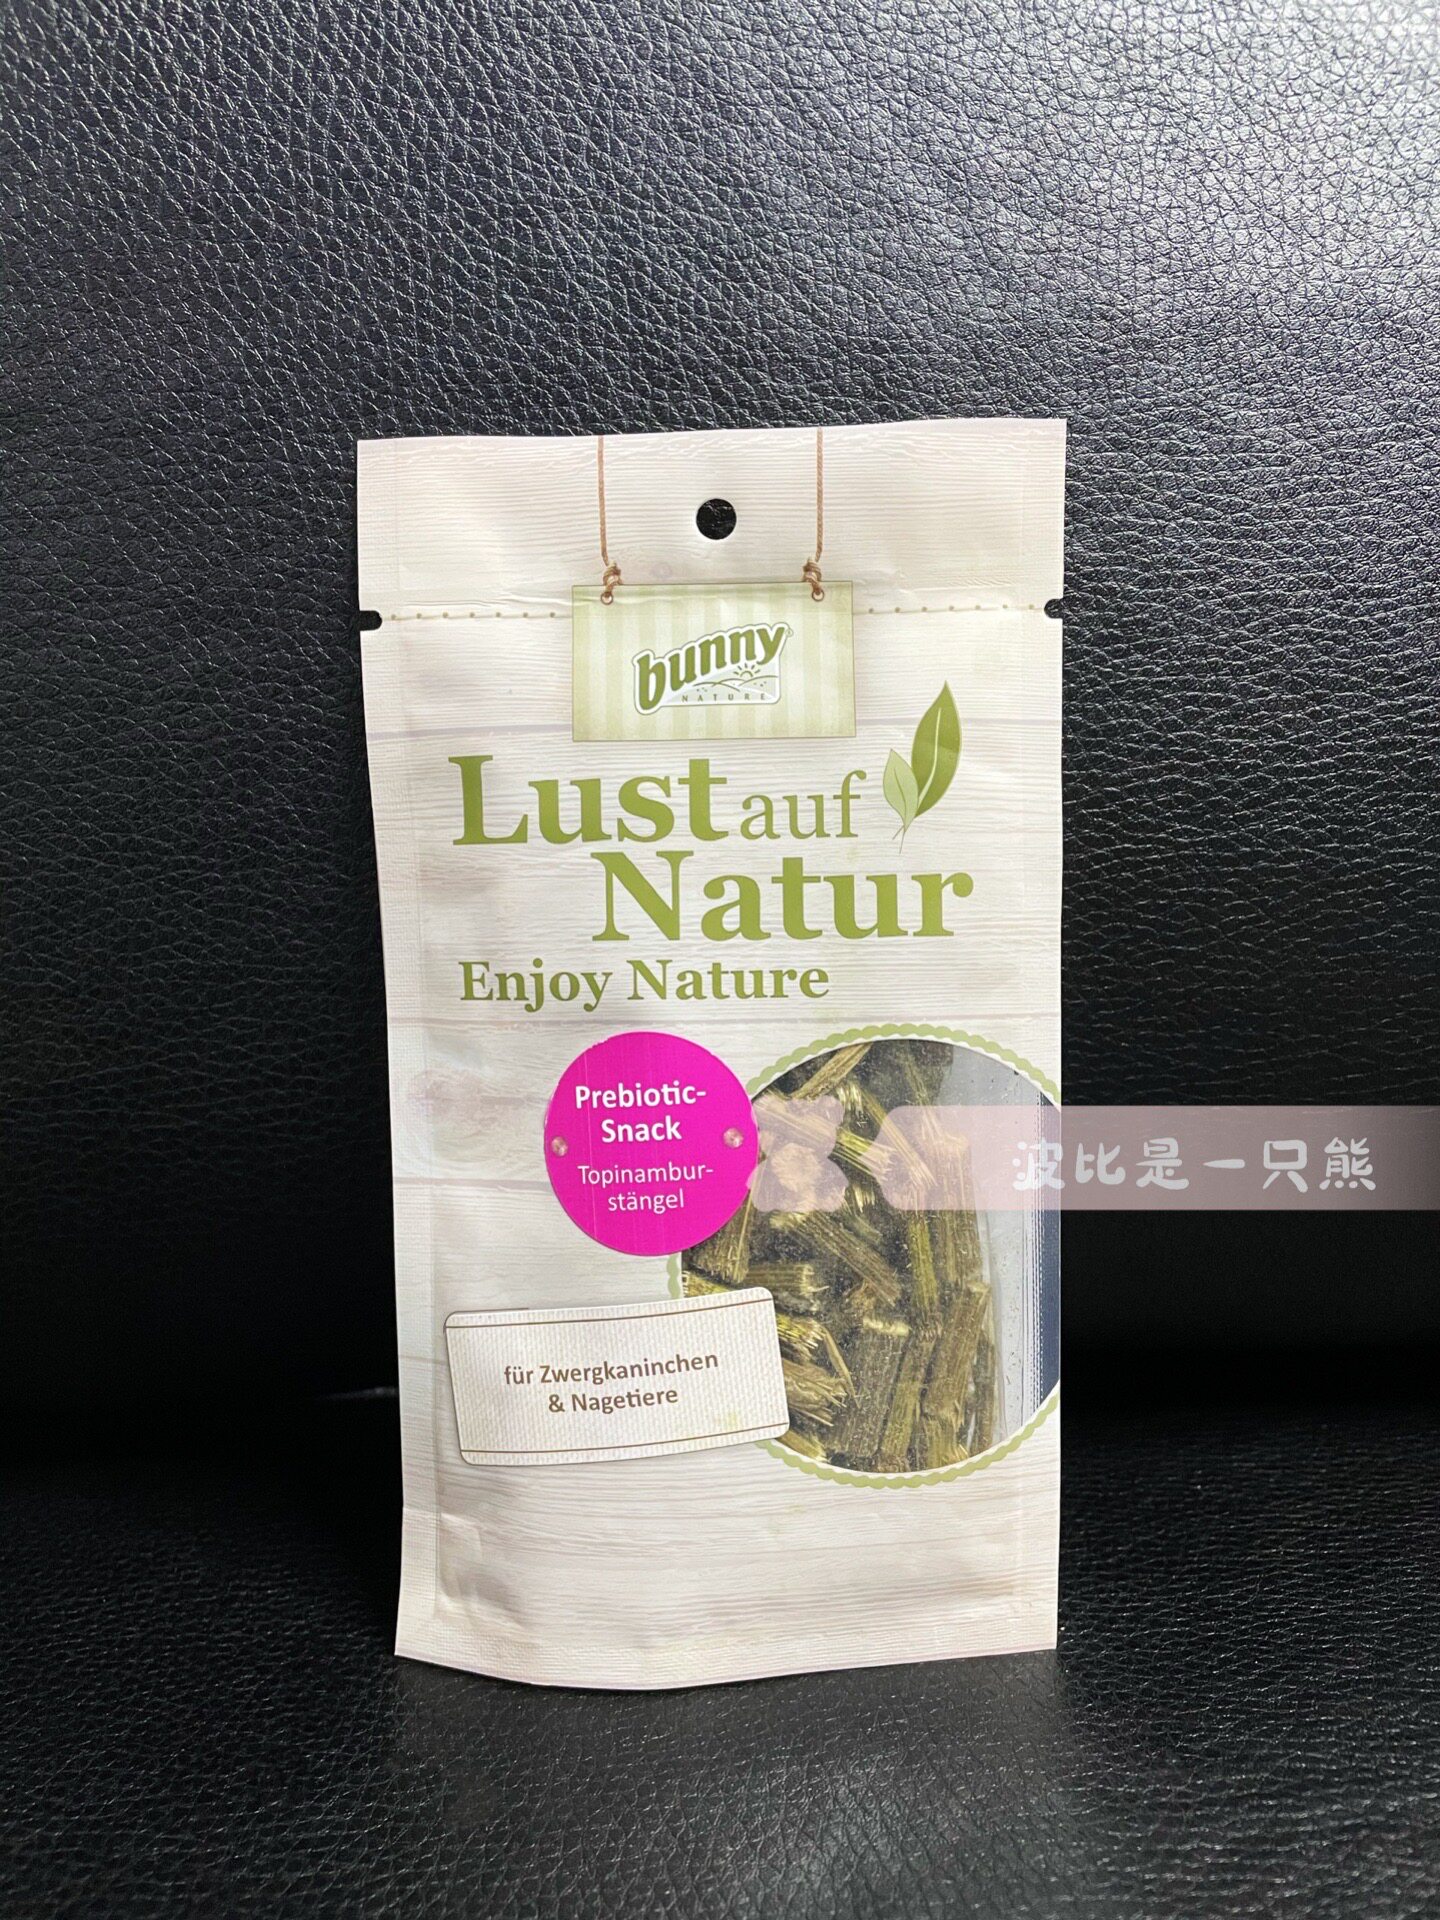 bunny®
NATURE
Lust auf
Natur
Enjoy Nature
Prebiotic-
Snack
Topinambur-
stängel
波比是一只熊
für Zwergkaninchen
& Nagetiere